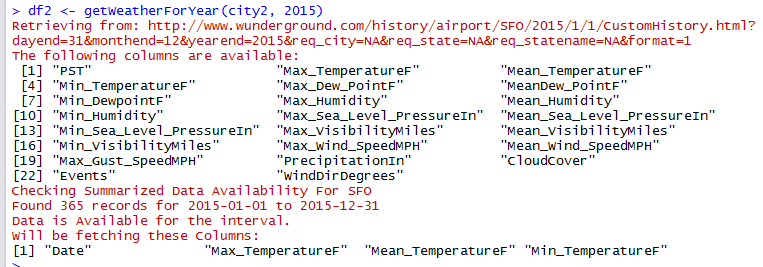 > df2 <- getWeatherForYear(city2, 2015)
Retrieving from: http://www.wunderground.com/history/airport/SFO/2015/1/1/CustomHistory.html?
dayend=31&monthend=12&yearend=2015&req_city=NA&req_state=NA&req_statename=NA&format=1
The following columns are available:
 [1] "PST"                       "Max_TemperatureF"          "Mean_TemperatureF"
 [4] "Min_TemperatureF"          "Max_Dew_PointF"            "MeanDew_PointF"
 [7] "Min_DewpointF"             "Max_Humidity"              "Mean_Humidity"
[10] "Min_Humidity"              "Max_Sea_Level_PressureIn"  "Mean_Sea_Level_PressureIn"
[13] "Min_Sea_Level_PressureIn"  "Max_VisibilityMiles"       "Mean_VisibilityMiles"
[16] "Min_VisibilityMiles"       "Max_Wind_SpeedMPH"         "Mean_Wind_SpeedMPH"
[19] "Max_Gust_SpeedMPH"         "PrecipitationIn"           "CloudCover"
[22] "Events"                    "WindDirDegrees"
Checking Summarized Data Availability For SFO
Found 365 records for 2015-01-01 to 2015-12-31
Data is Available for the interval.
Will be fetching these Columns:
[1] "Date"              "Max_TemperatureF"  "Mean_TemperatureF" "Min_TemperatureF"
>